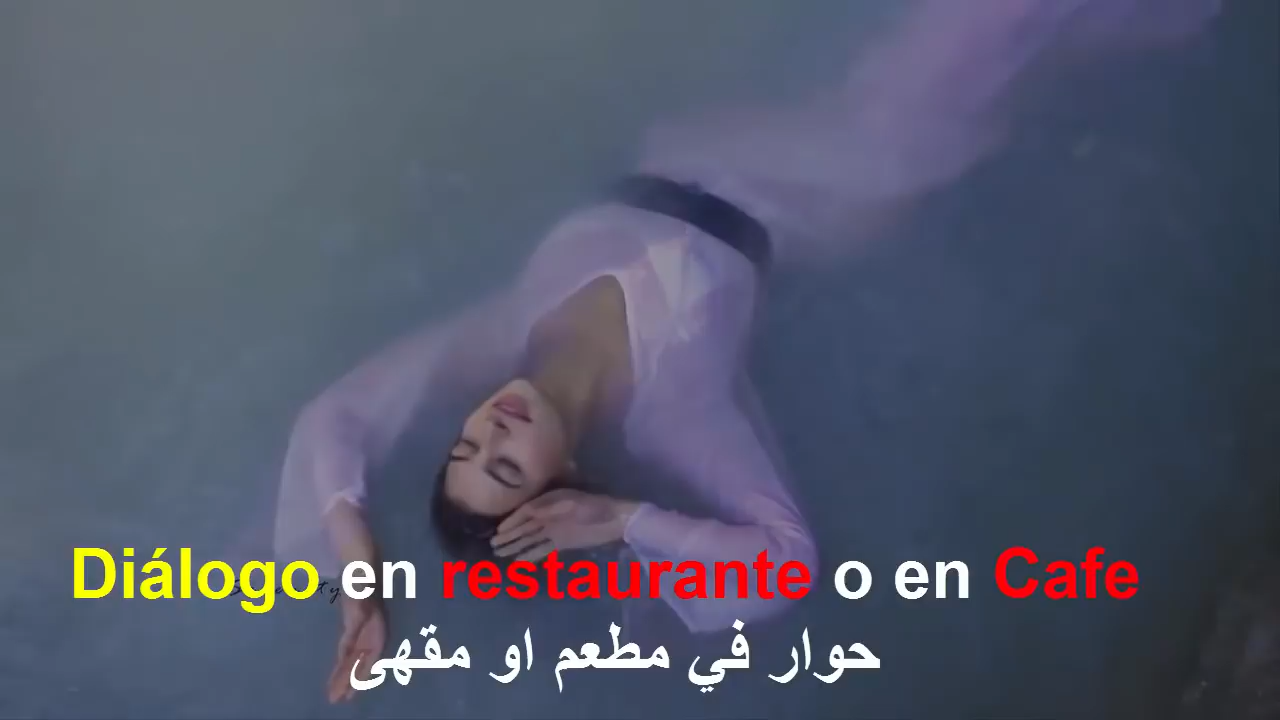 Diálogo en restaurante o en Cafe
حوار في مطعم او مقهى